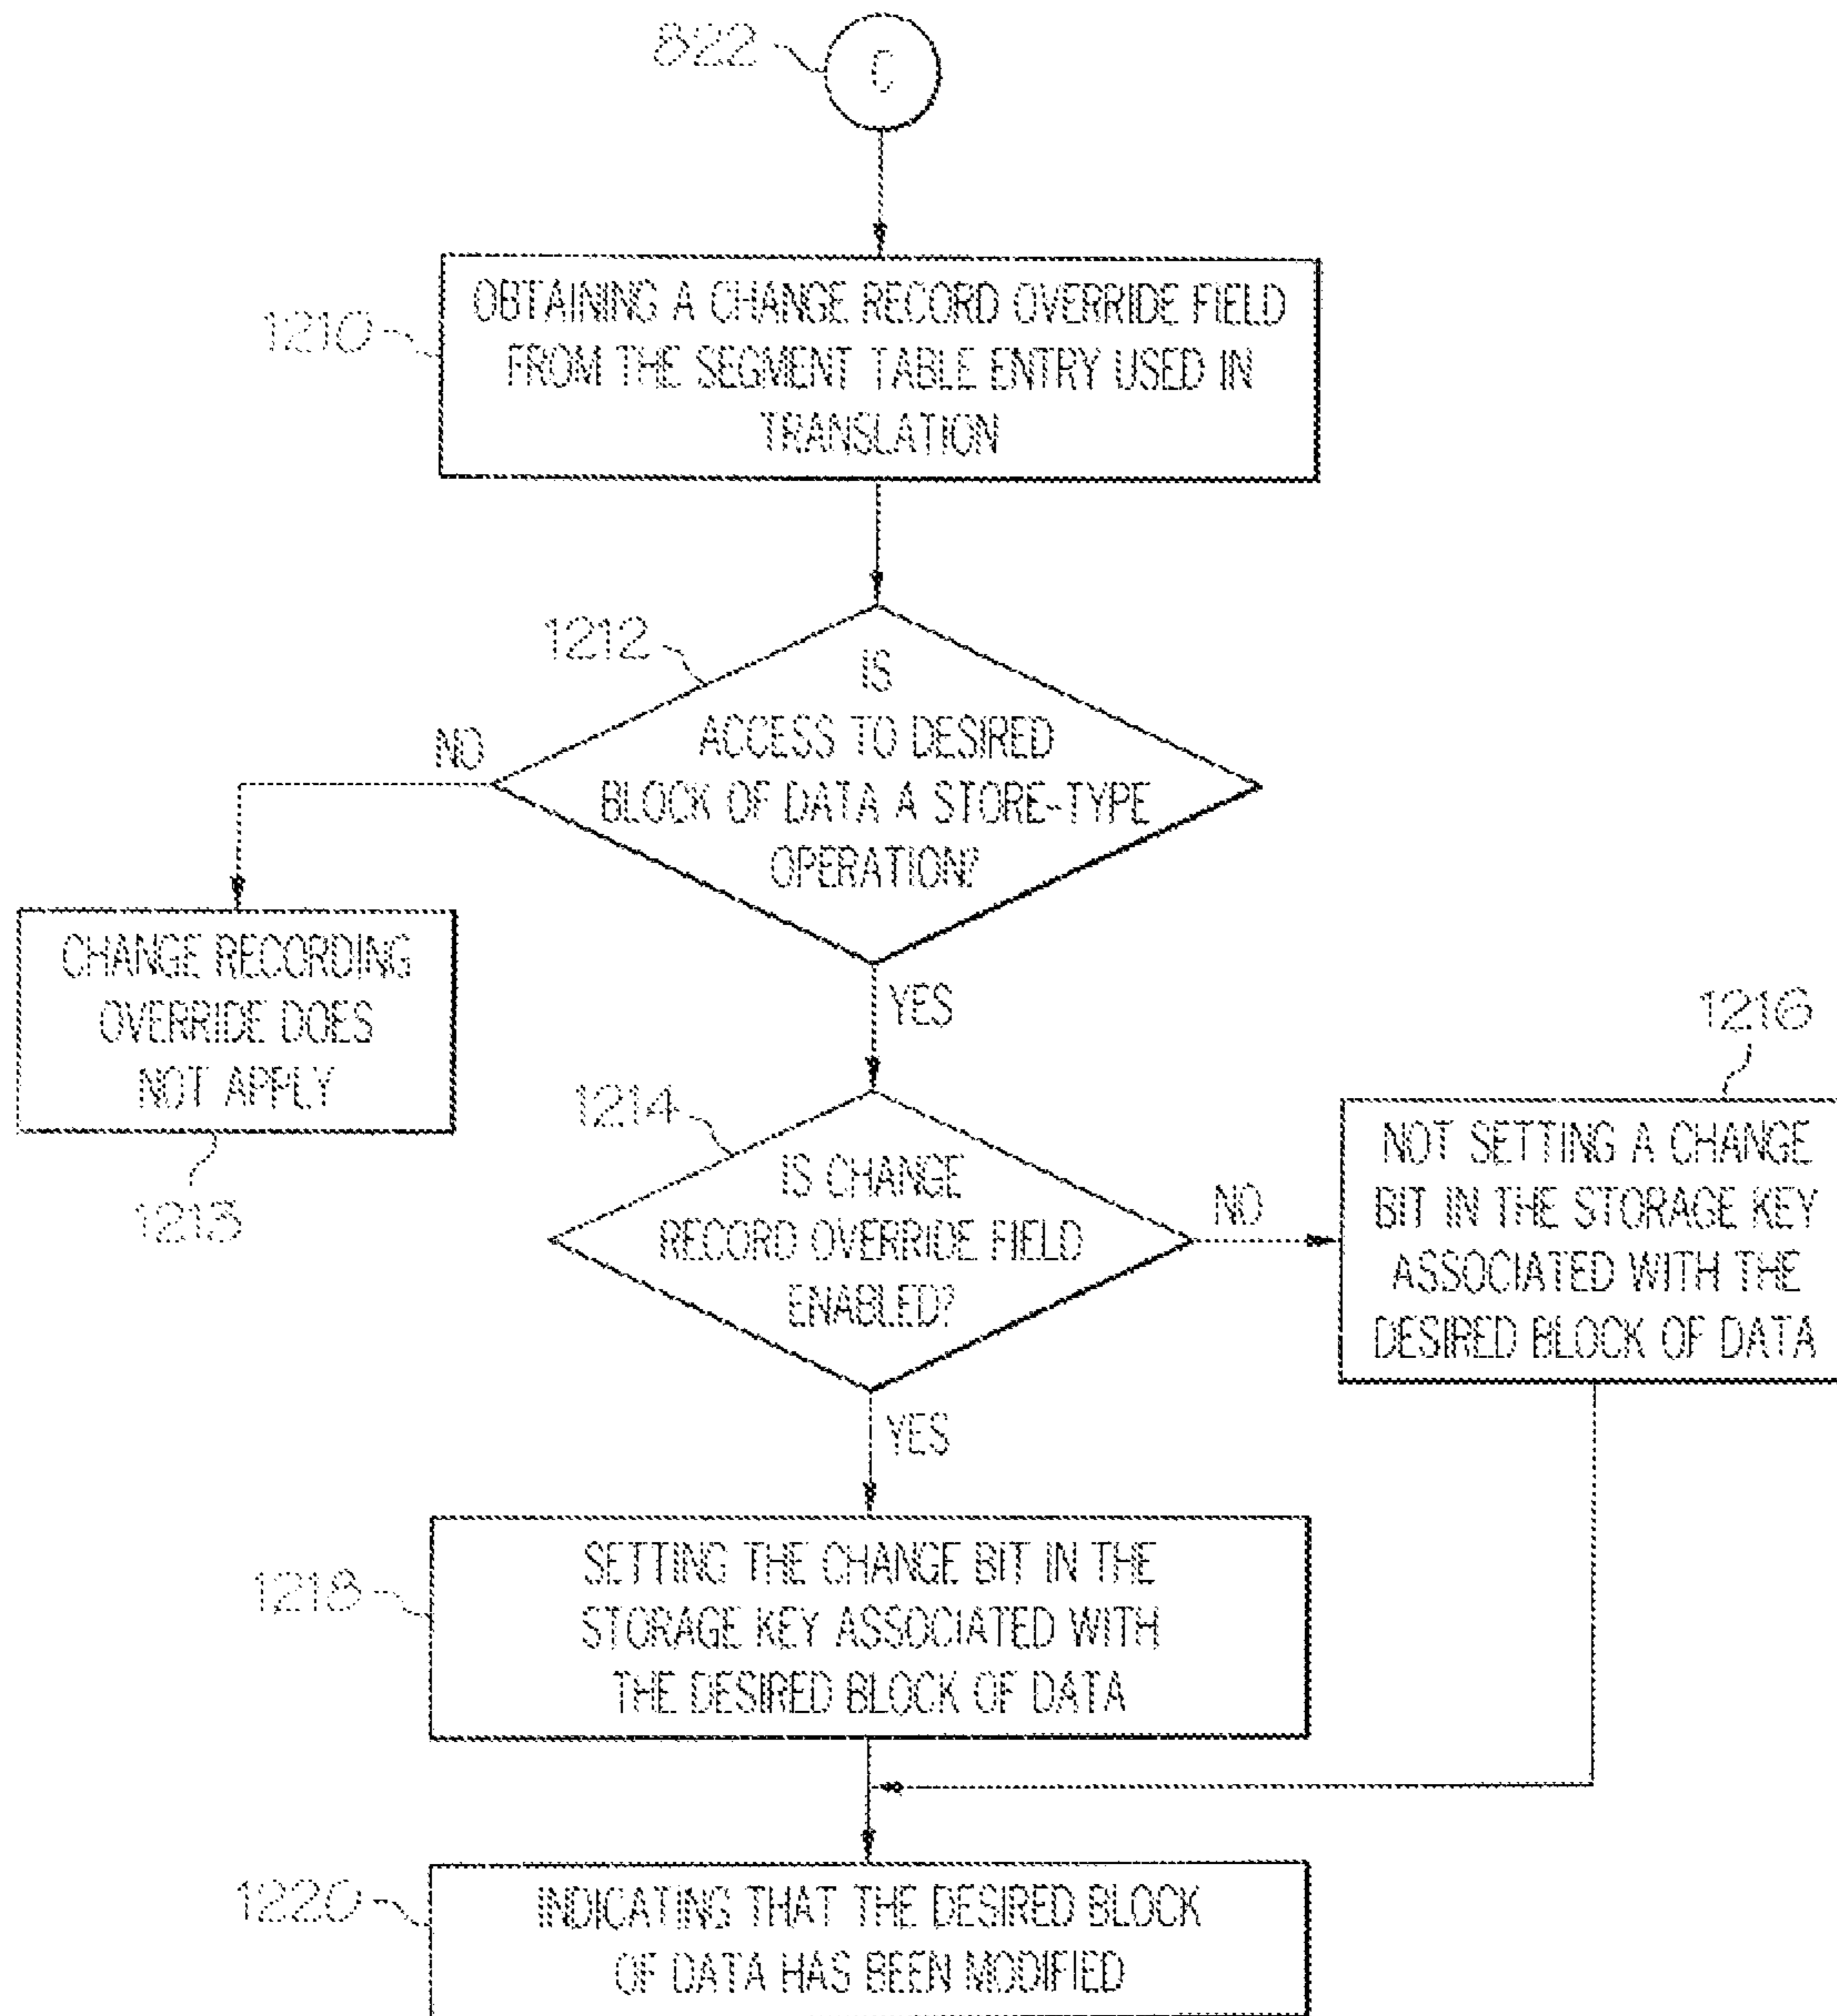 822
C
1210
OBTAINING A CHANGE RECORD OVERRIDE FIELD
FROM THE SEGMENT TABLE ENTRY USED IN
TRANSLATION
1212
IS
ACCESS TO DESIRED
BLOCK OF DATA A STORE-TYPE
OPERATION?
NO
CHANGE RECORDING
OVERRIDE DOES
NOT APPLY
1213
YES
1214
IS CHANGE
RECORD OVERRIDE FIELD
ENABLED?
NO
1216
NOT SETTING A CHANGE
BIT IN THE STORAGE KEY
ASSOCIATED WITH THE
DESIRED BLOCK OF DATA
YES
1218
SETTING THE CHANGE BIT IN THE
STORAGE KEY ASSOCIATED WITH
THE DESIRED BLOCK OF DATA
1220
INDICATING THAT THE DESIRED BLOCK
OF DATA HAS BEEN MODIFIED